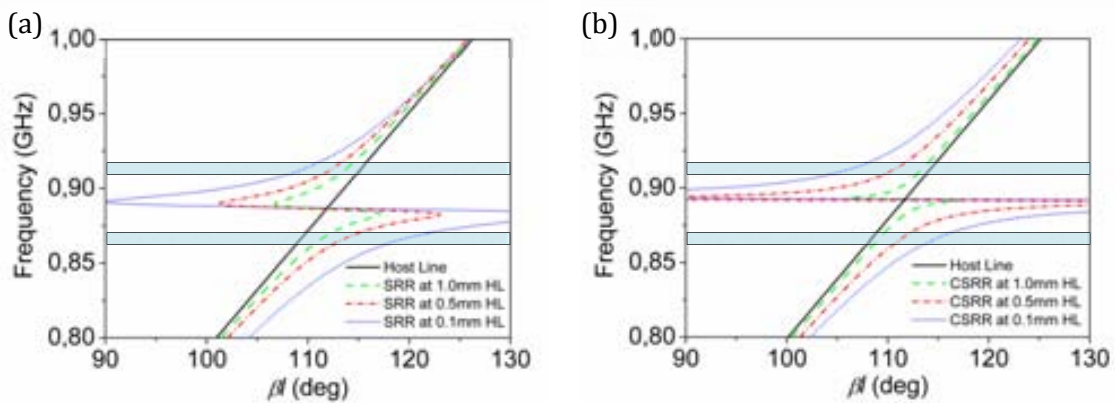 (a)
Frequency (GHz)
1,00
0,95
0,90
0,85
0,80
Host Line
SRR at 1.0mm HL
SRR at 0.5mm HL
SRR at 0.1mm HL
90 100 110 120 130
βl (deg)
(b)
Frequency (GHz)
1,00
0,95
0,90
0,85
0,80
Host Line
CSRR at 1.0mm HL
CSRR at 0.5mm HL
CSRR at 0.1mm HL
90 100 110 120 130
βl (deg)